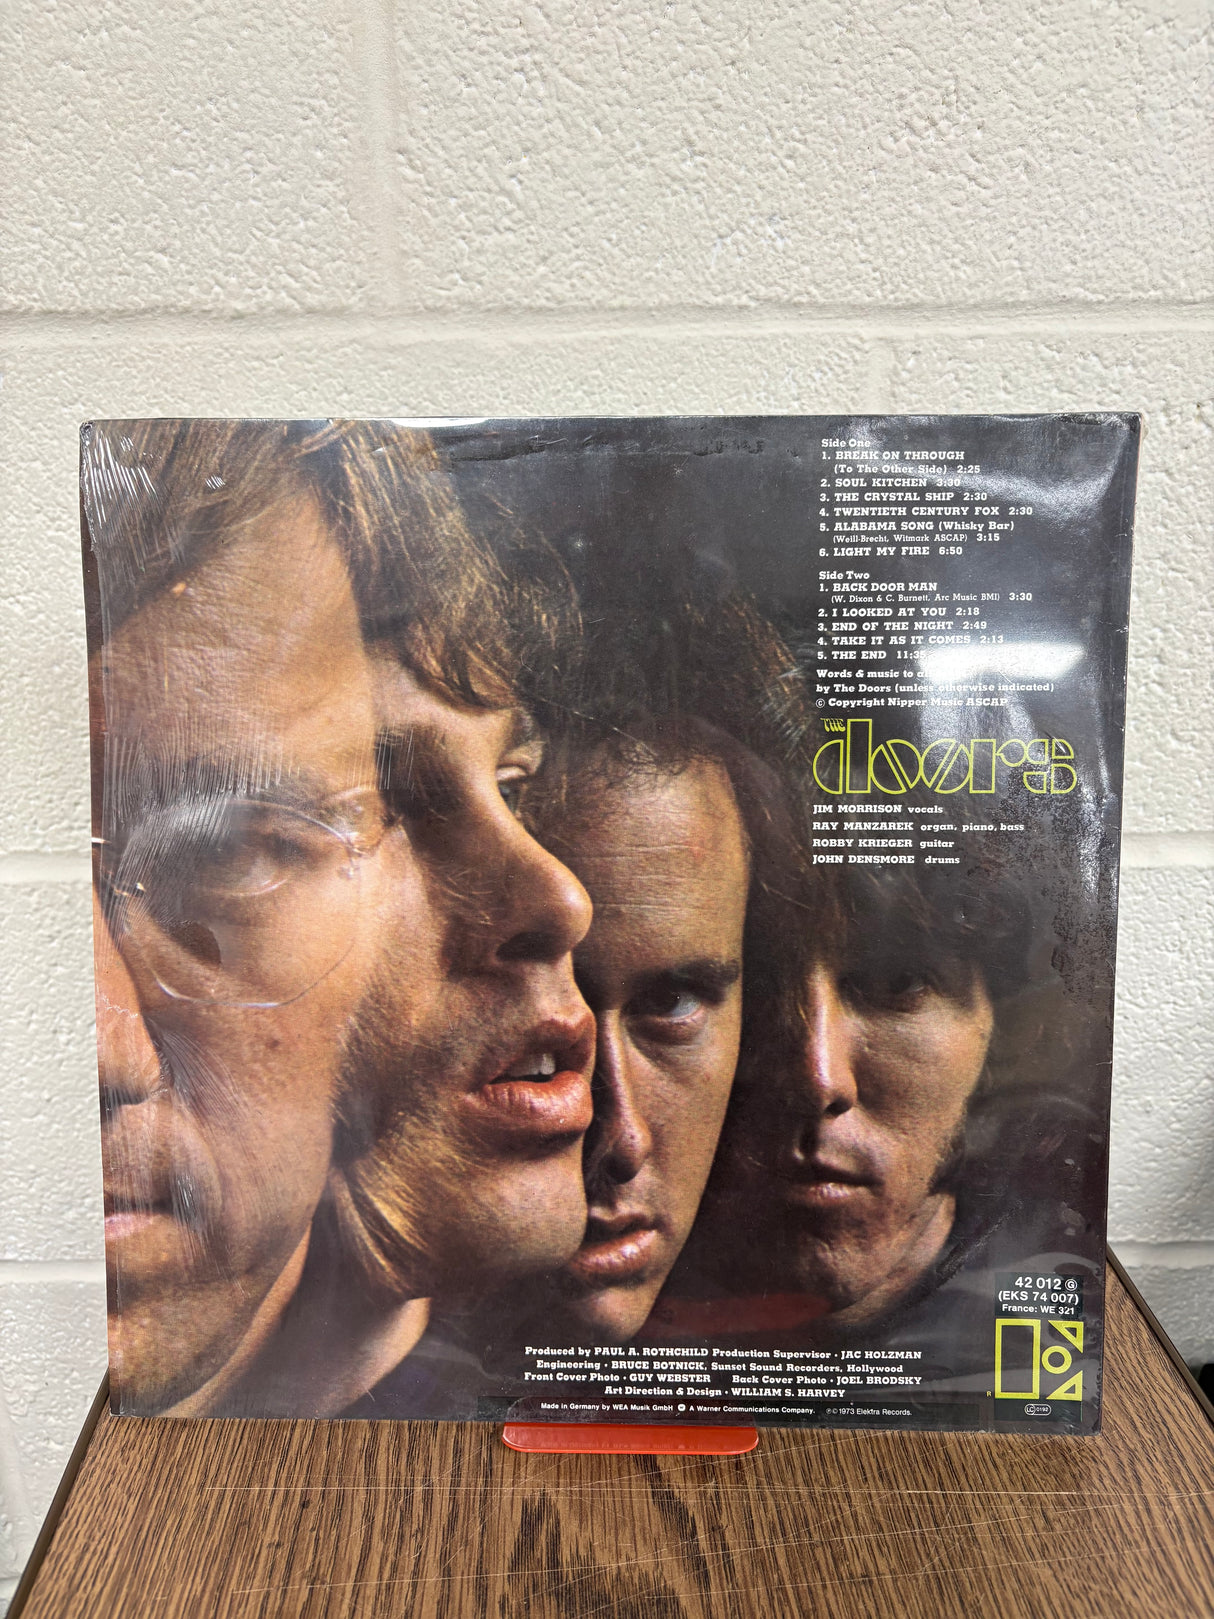 Side One
1. BREAK ON THROUGH
(To The Other Side) 2:25
2. SOUL KITCHEN 3:30
3. THE CRYSTAL SHIP 2:30
4. TWENTIETH CENTURY FOX 2:30
5. ALABAMA SONG (Whisky Bar)
(Weill-Brecht, Witmark ASCAP) 3:15
6. LIGHT MY FIRE 6:50
Side Two
1. BACK DOOR MAN
(W. Dixon & C. Burnett, Arc Music BMI) 3:30
2. I LOOKED AT YOU 2:18
3. END OF THE NIGHT 2:49
4. TAKE IT AS IT COMES 2:13
5. THE END 11:35
Words & music to
by The Doors (unless otherwise indicated)
© Copyright Nipper Music ASCAP
THE
doors
JIM MORRISON vocals
RAY MANZAREK organ, piano, bass
ROBBY KRIEGER guitar
JOHN DENSMORE drums
42 012 G
(EKS 74 007)
France: WE 321
Produced by PAUL A. ROTHCHILD Production Supervisor · JAC HOLZMAN
Engineering · BRUCE BOTNICK, Sunset Sound Recorders, Hollywood
Front Cover Photo · GUY WEBSTER Back Cover Photo · JOEL BRODSKY
Art Direction & Design · WILLIAM S. HARVEY
R
LC 0192
Made in Germany by WEA Musik GmbH A Warner Communications Company. ℗ © 1973 Elektra Records.